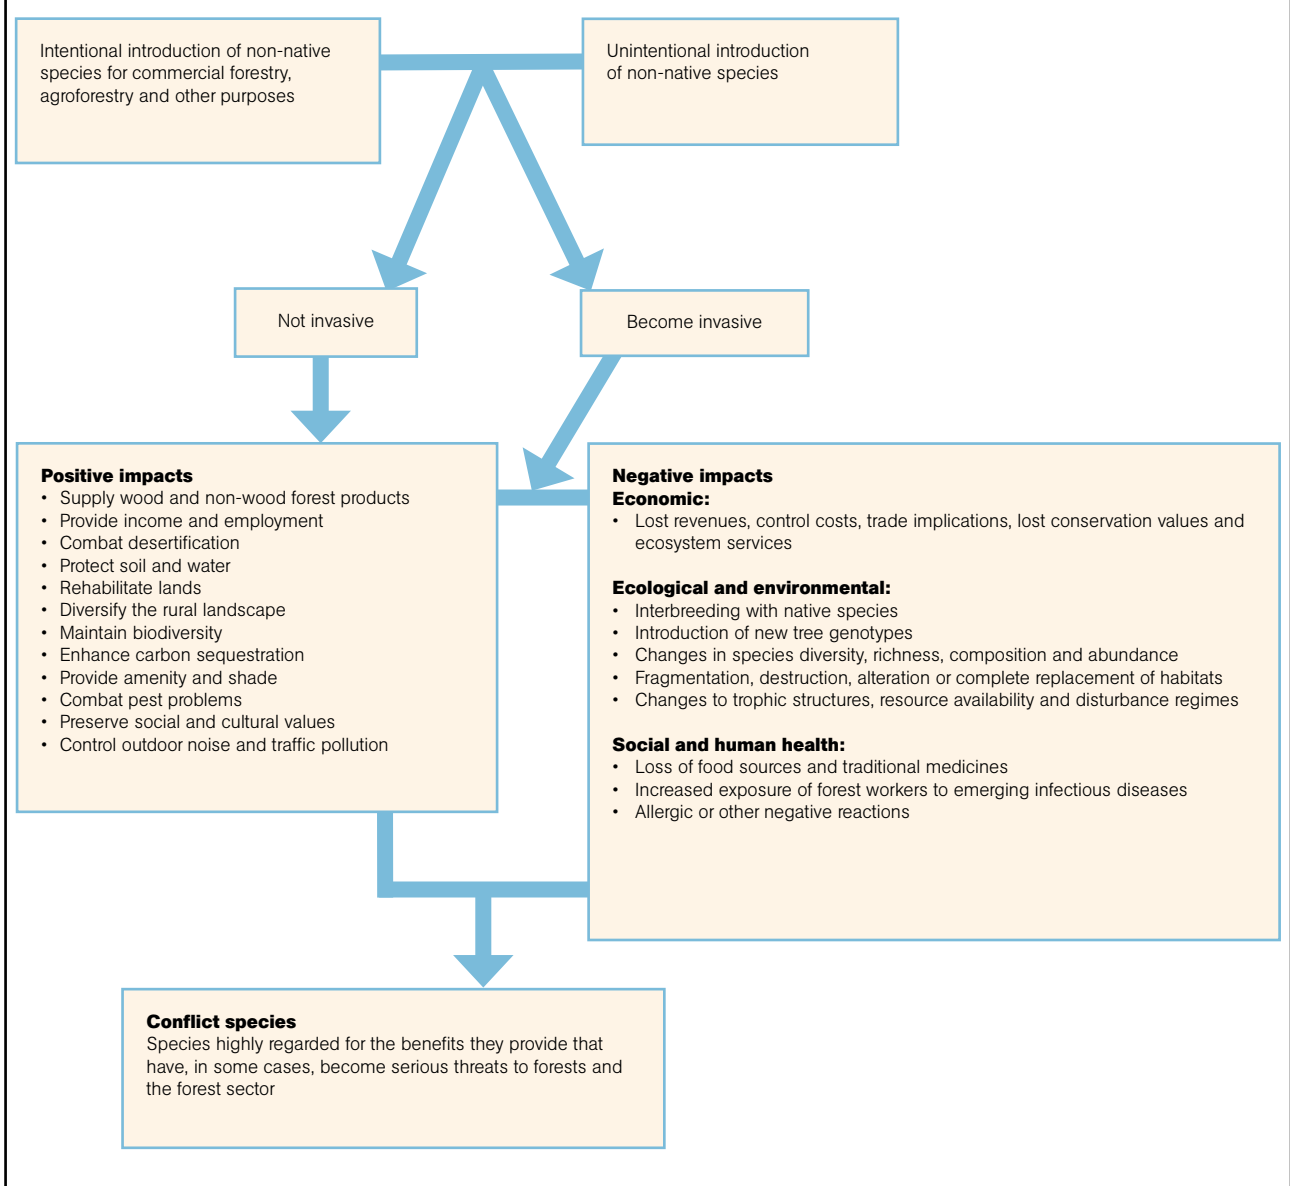 Intentional introduction of non-native
species for commercial forestry,
agroforestry and other purposes
Unintentional introduction
of non-native species
Not invasive
Become invasive
Positive impacts
• Supply wood and non-wood forest products
• Provide income and employment
• Combat desertification
• Protect soil and water
• Rehabilitate lands
• Diversify the rural landscape
• Maintain biodiversity
• Enhance carbon sequestration
• Provide amenity and shade
• Combat pest problems
• Preserve social and cultural values
• Control outdoor noise and traffic pollution
Negative impacts
Economic:
• Lost revenues, control costs, trade implications, lost conservation values and
ecosystem services
Ecological and environmental:
• Interbreeding with native species
• Introduction of new tree genotypes
• Changes in species diversity, richness, composition and abundance
• Fragmentation, destruction, alteration or complete replacement of habitats
• Changes to trophic structures, resource availability and disturbance regimes
Social and human health:
• Loss of food sources and traditional medicines
• Increased exposure of forest workers to emerging infectious diseases
• Allergic or other negative reactions
Conflict species
Species highly regarded for the benefits they provide that
have, in some cases, become serious threats to forests and
the forest sector